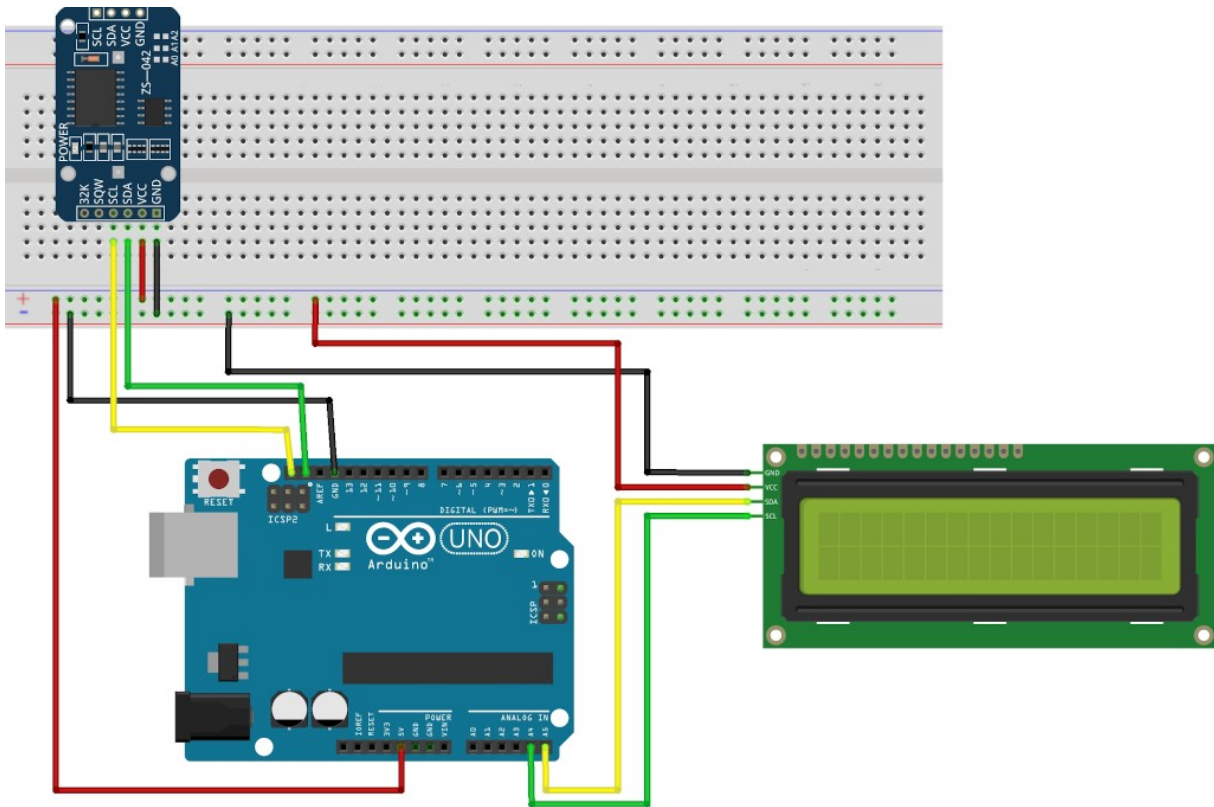 SCL
SDA
VCC
GND
A0 A1 A2
ZS-042
POWER
32K
SQW
SCL
SDA
VCC
GND
+
-
RESET
ICSP2
AREF
GND
13
12
~11
~10
~9
8
7
~6
~5
4
~3
2
TXD▶1
RXD◀0
DIGITAL (PWM=~)
L
TX
RX
UNO
Arduino™
ON
1
ICSP
IOREF
RESET
3V3
5V
GND
GND
VIN
POWER
ANALOG IN
A0
A1
A2
A3
A4
A5
GND
VCC
SDA
SCL